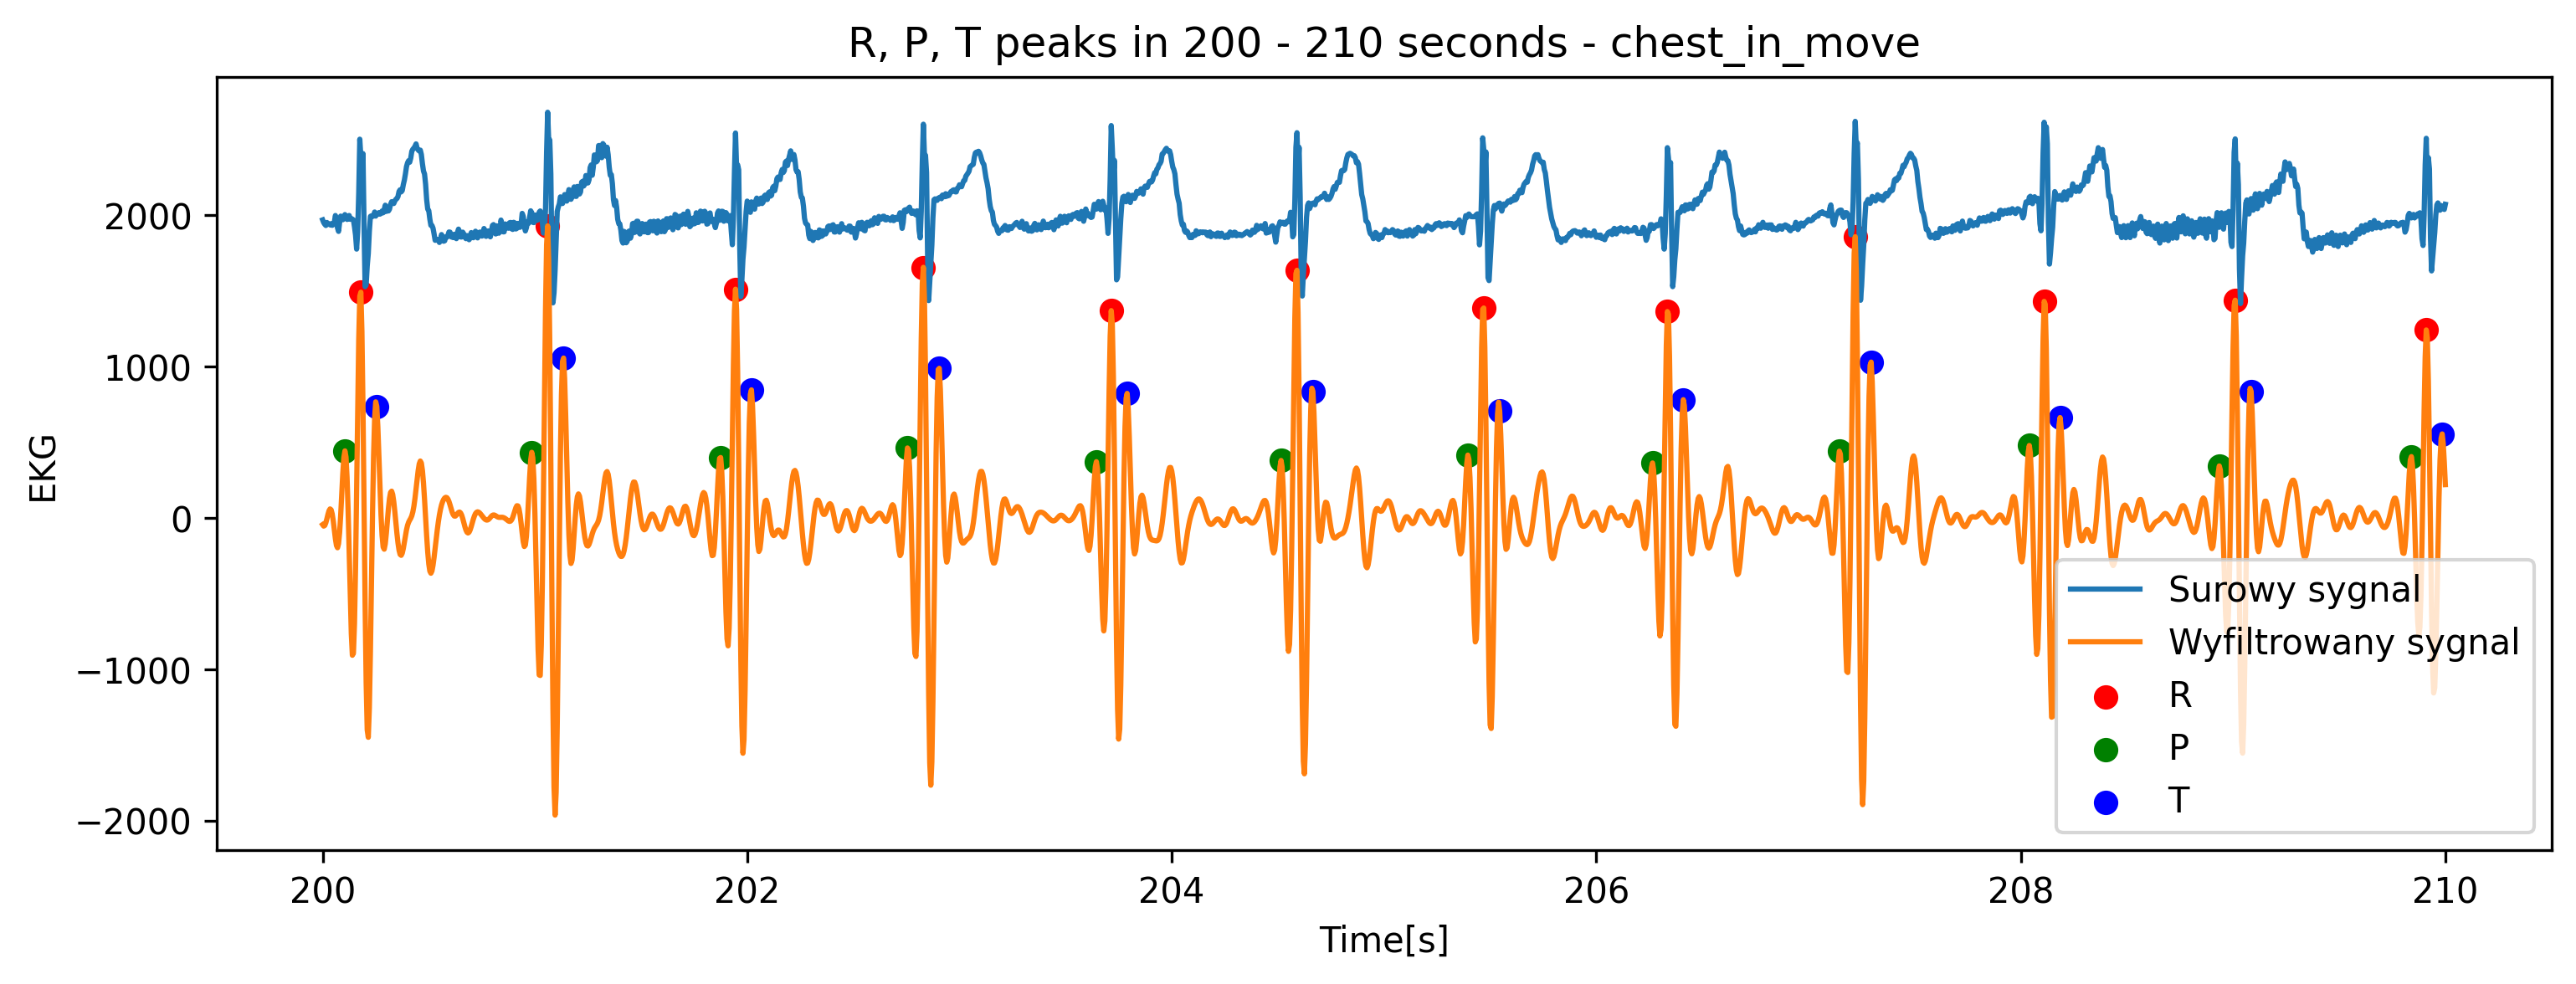 R, P, T peaks in 200 - 210 seconds - chest_in_move
EKG
2000
1000
0
−1000
−2000
200
202
204
206
208
210
Time[s]
Surowy sygnal
Wyfiltrowany sygnal
R
P
T